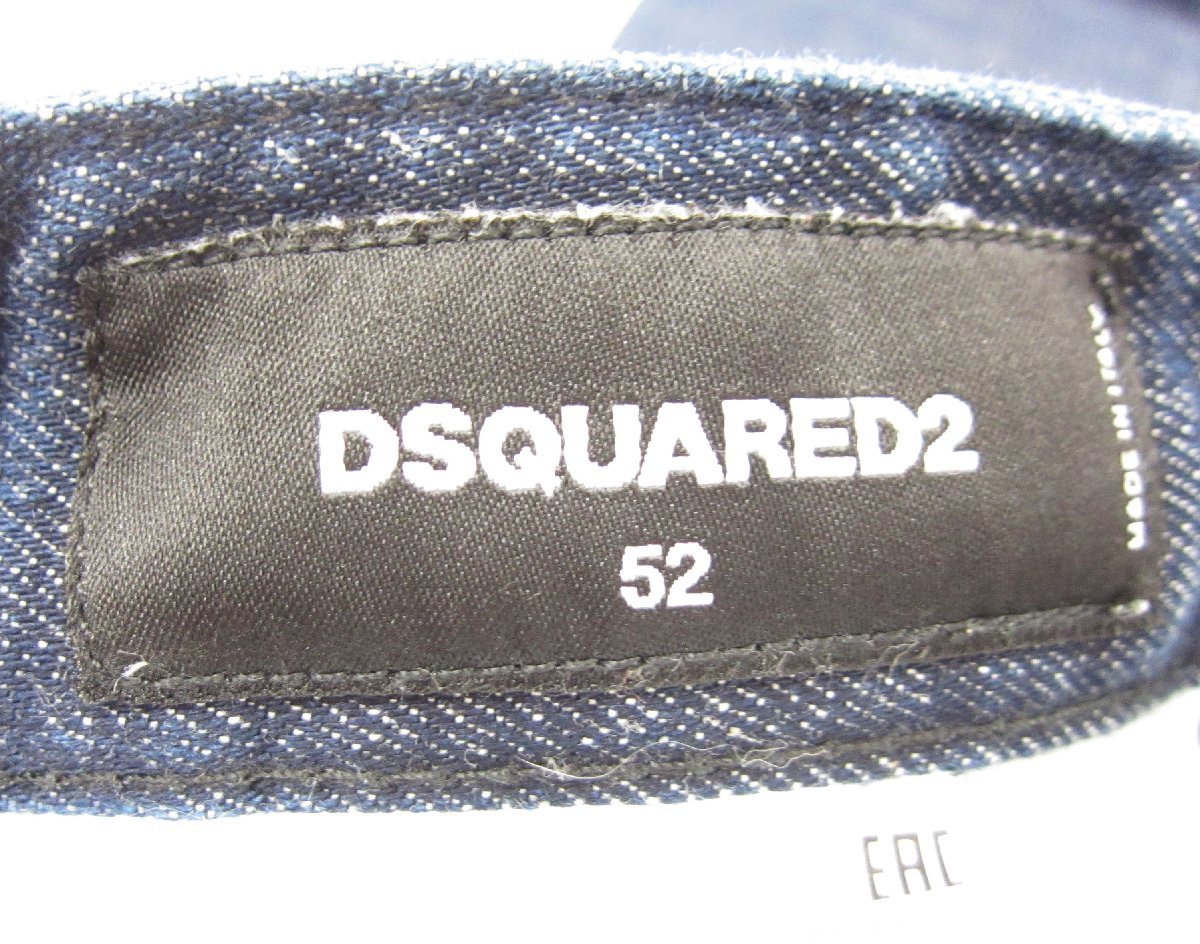 DSQUARED2
52
MADE IN ITALY
EAC